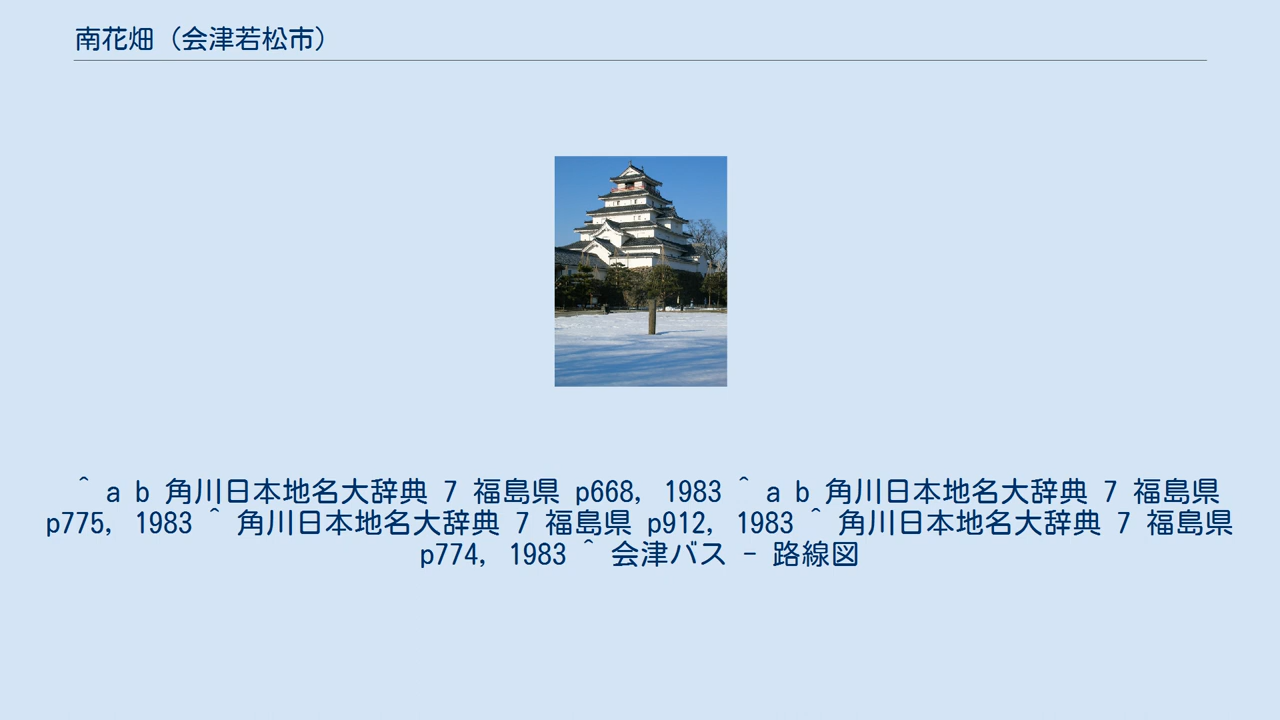 南花畑（会津若松市）
^ a b 角川日本地名大辞典 7 福島県 p668, 1983 ^ a b 角川日本地名大辞典 7 福島県
p775, 1983 ^ 角川日本地名大辞典 7 福島県 p912, 1983 ^ 角川日本地名大辞典 7 福島県
p774, 1983 ^ 会津バス - 路線図